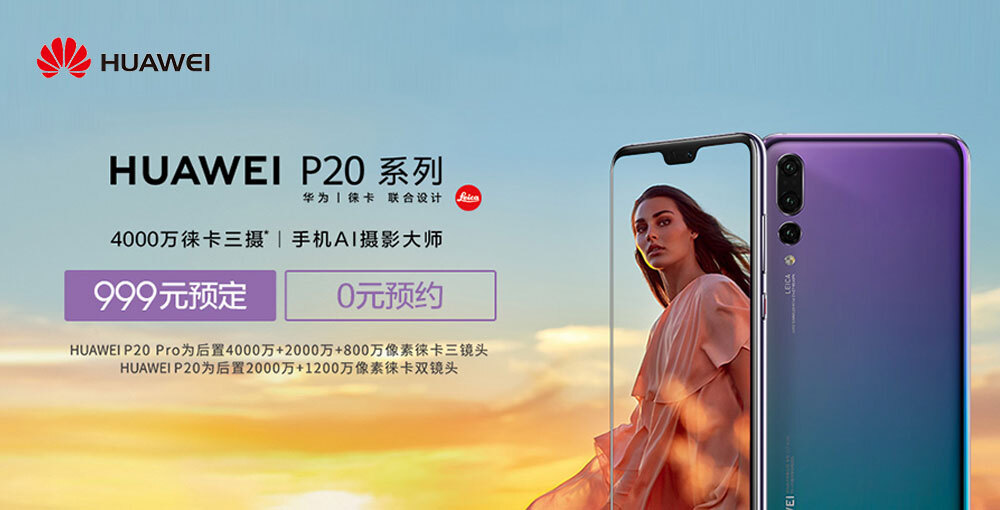 HUAWEI
HUAWEI P20 系列
华为 | 徕卡 联合设计
Leica
4000万徕卡三摄* | 手机AI摄影大师
999元预定
0元预约
HUAWEI P20 Pro为后置4000万+2000万+800万像素徕卡三镜头
HUAWEI P20为后置2000万+1200万像素徕卡双镜头
LEICA